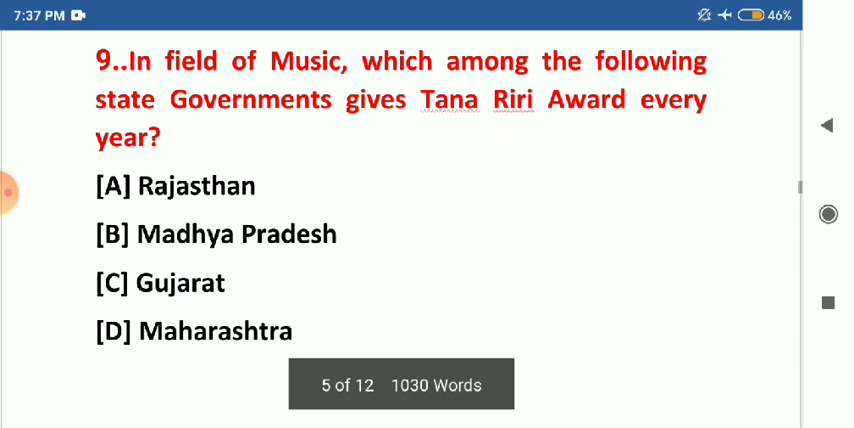 7:37 PM 46%
9..In field of Music, which among the following
state Governments gives Tana Riri Award every
year?
[A] Rajasthan
[B] Madhya Pradesh
[C] Gujarat
[D] Maharashtra
5 of 12 1030 Words